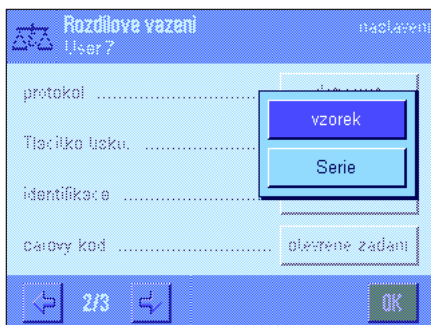 Rozdilove vazeni
nastaveni
User 7
protokol
vzorek
Tlacitko tisku.
Serie
identifikace
carovy kod
otevrene zadani
2/3
OK